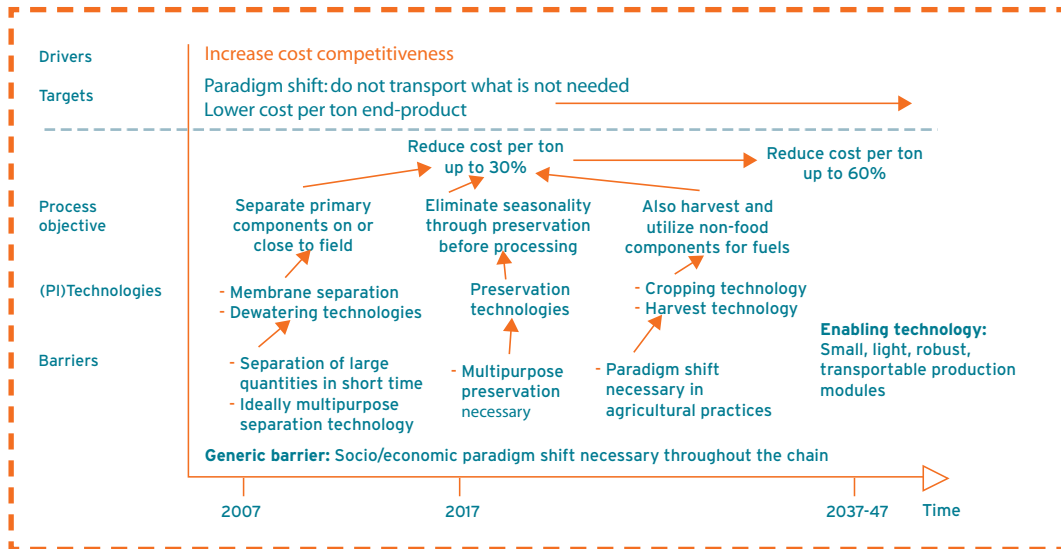 Drivers
Increase cost competitiveness
Targets
Paradigm shift: do not transport what is not needed
Lower cost per ton end-product
Reduce cost per ton
up to 30%
Reduce cost per ton
up to 60%
Process
objective
Separate primary
components on or
close to field
Eliminate seasonality
through preservation
before processing
Also harvest and
utilize non-food
components for fuels
(PI)Technologies
- Membrane separation
- Dewatering technologies
Preservation
technologies
- Cropping technology
- Harvest technology
Enabling technology:
Small, light, robust,
transportable production
modules
Barriers
- Separation of large
quantities in short time
- Ideally multipurpose
separation technology
- Multipurpose
preservation
necessary
- Paradigm shift
necessary in
agricultural practices
Generic barrier: Socio/economic paradigm shift necessary throughout the chain
2007
2017
2037-47
Time